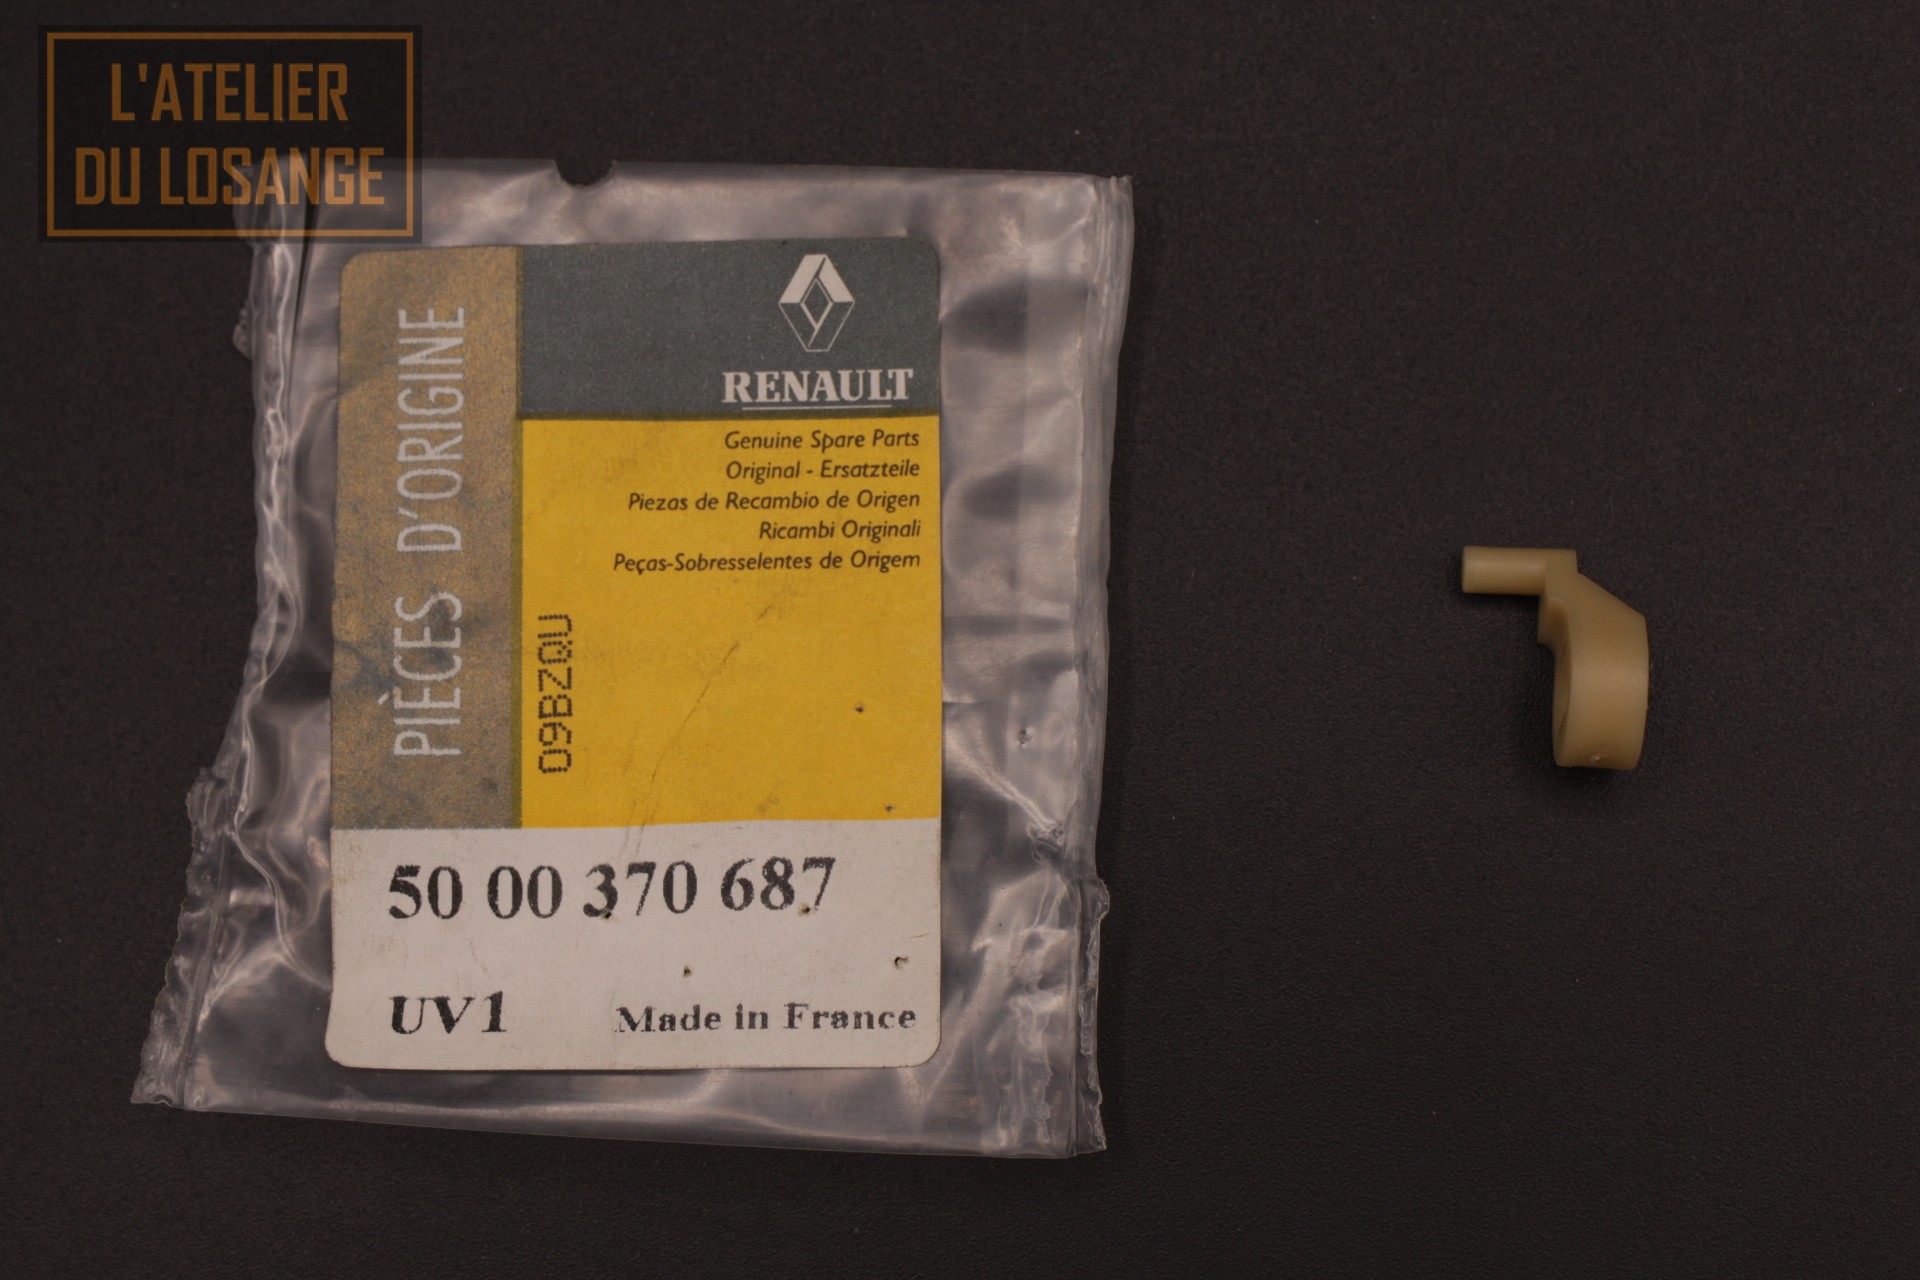 L'ATELIER
DU LOSANGE
PIÈCES D'ORIGINE
RENAULT
Genuine Spare Parts
Original - Ersatzteile
Piezas de Recambio de Origen
Ricambi Originali
Peças-Sobresselentes de Origem
09BZQU
50 00 370 687
UV1
Made in France